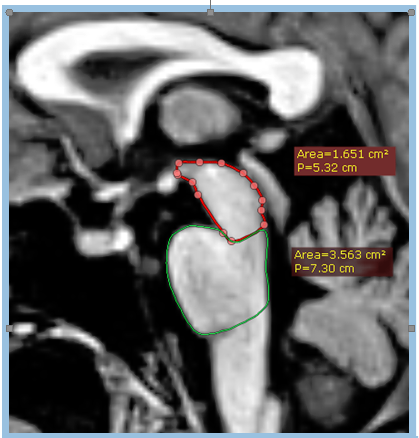 Area=1.651 cm²
P=5.32 cm
Area=3.563 cm²
P=7.30 cm